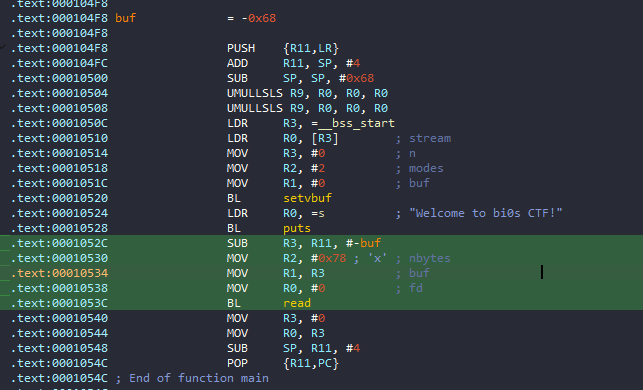 .text:000104F8
.text:000104F8 buf = -0x68
.text:000104F8
.text:000104F8 PUSH {R11,LR}
.text:000104FC ADD R11, SP, #4
.text:00010500 SUB SP, SP, #0x68
.text:00010504 UMULLSLS R9, R0, R0, R0
.text:00010508 UMULLSLS R9, R0, R0, R0
.text:0001050C LDR R3, =__bss_start
.text:00010510 LDR R0, [R3] ; stream
.text:00010514 MOV R3, #0 ; n
.text:00010518 MOV R2, #2 ; modes
.text:0001051C MOV R1, #0 ; buf
.text:00010520 BL setvbuf
.text:00010524 LDR R0, =s ; "Welcome to bi0s CTF!"
.text:00010528 BL puts
.text:0001052C SUB R3, R11, #-buf
.text:00010530 MOV R2, #0x78 ; 'x' ; nbytes
.text:00010534 MOV R1, R3 ; buf
.text:00010538 MOV R0, #0 ; fd
.text:0001053C BL read
.text:00010540 MOV R3, #0
.text:00010544 MOV R0, R3
.text:00010548 SUB SP, R11, #4
.text:0001054C POP {R11,PC}
.text:0001054C ; End of function main